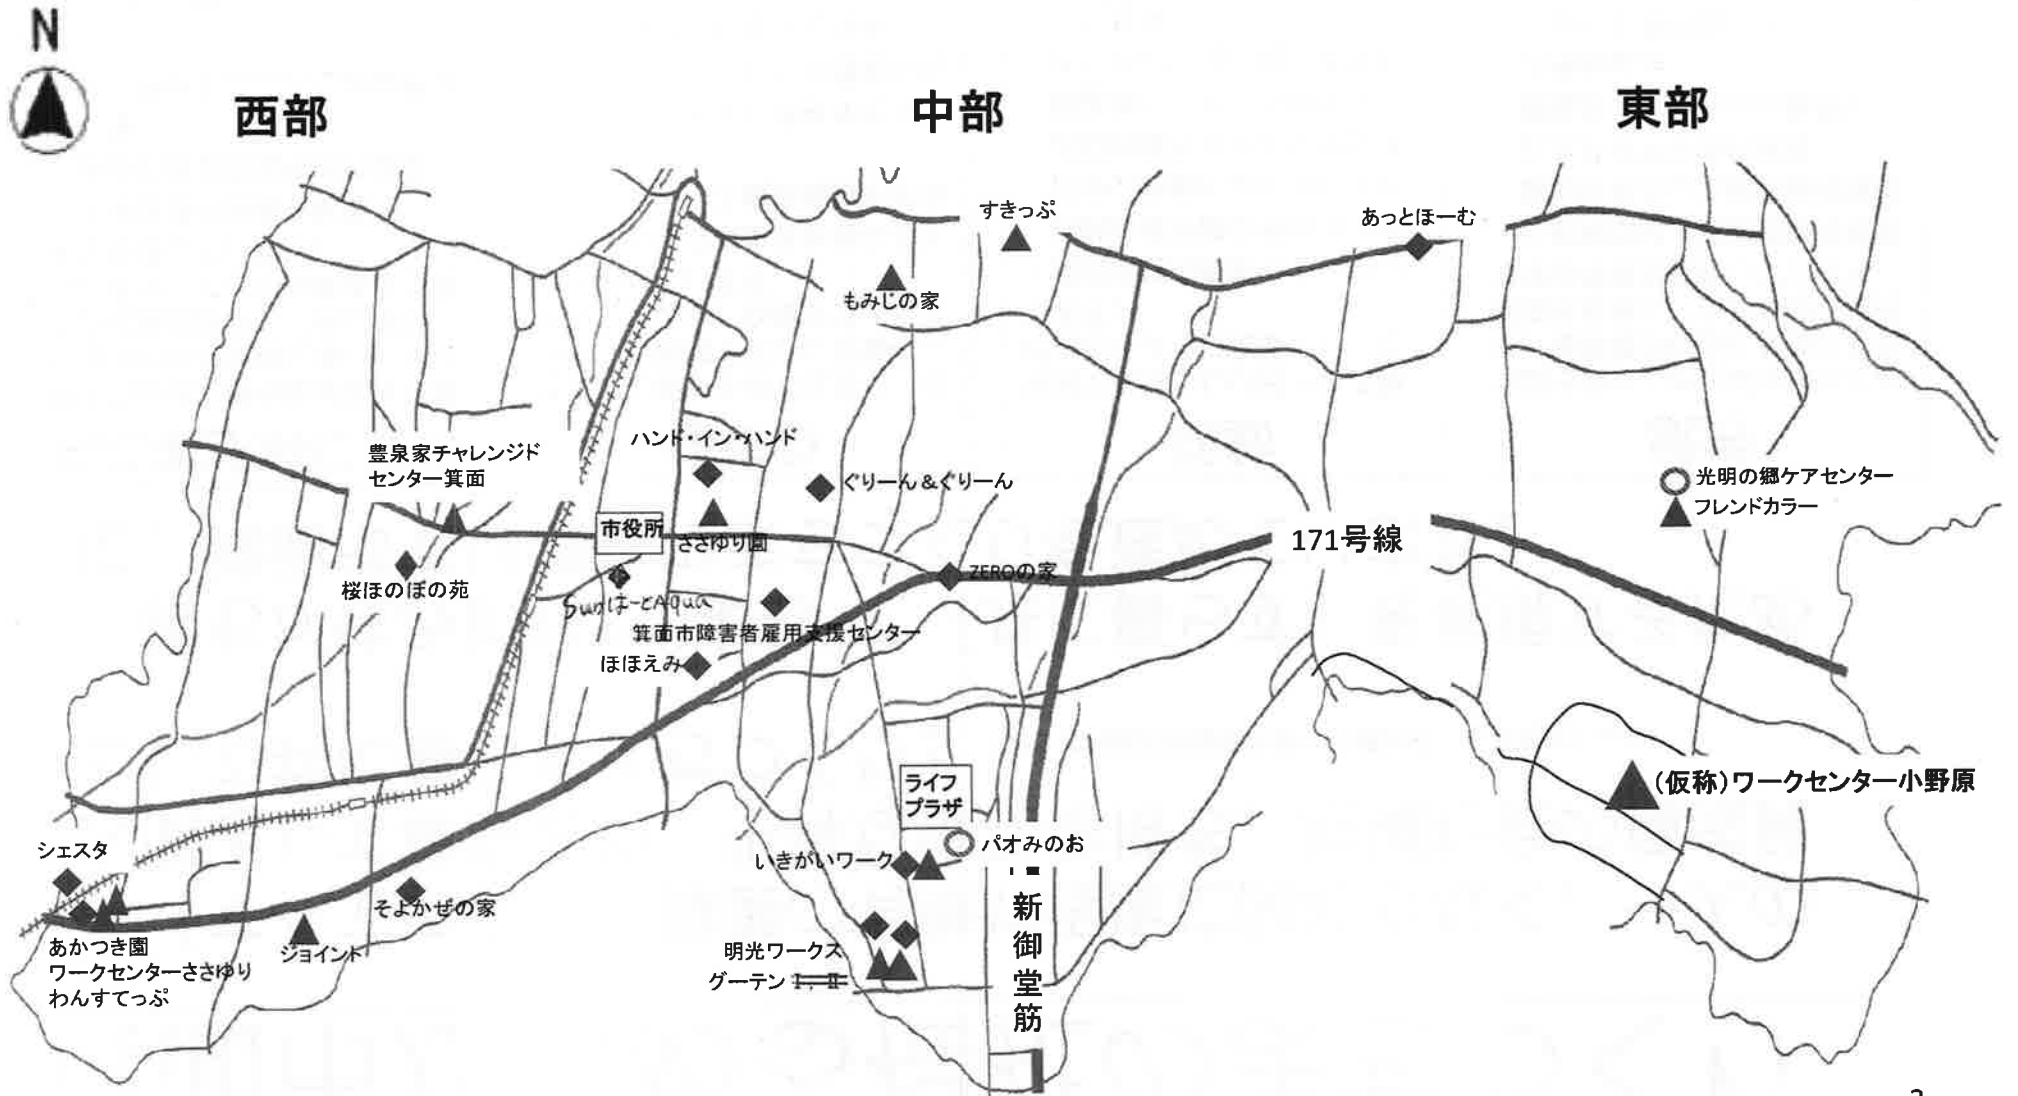 N
西部
中部
東部
すきっぷ
あっとほーむ
もみじの家
ハンド・イン・ハンド
豊泉家チャレンジド
センター箕面
ぐりーん＆ぐりーん
光明の郷ケアセンター
フレンドカラー
市役所
ささゆり園
171号線
桜ほのぼの苑
ZEROの家
SunはーとAqua
箕面市障害者雇用支援センター
ほほえみ
ライフ
プラザ
(仮称)ワークセンター小野原
シェスタ
いきがいワーク
パオみのお
そよかぜの家
新御堂筋
あかつき園
ワークセンターささゆり
わんすてっぷ
ジョイント
明光ワークス
グーテン Ⅰ, Ⅱ